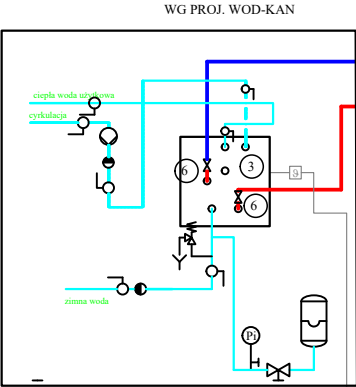 WG PROJ. WOD-KAN
ciepła woda użytkowa
cyrkulacja
6
3
9
6
zimna woda
Pi